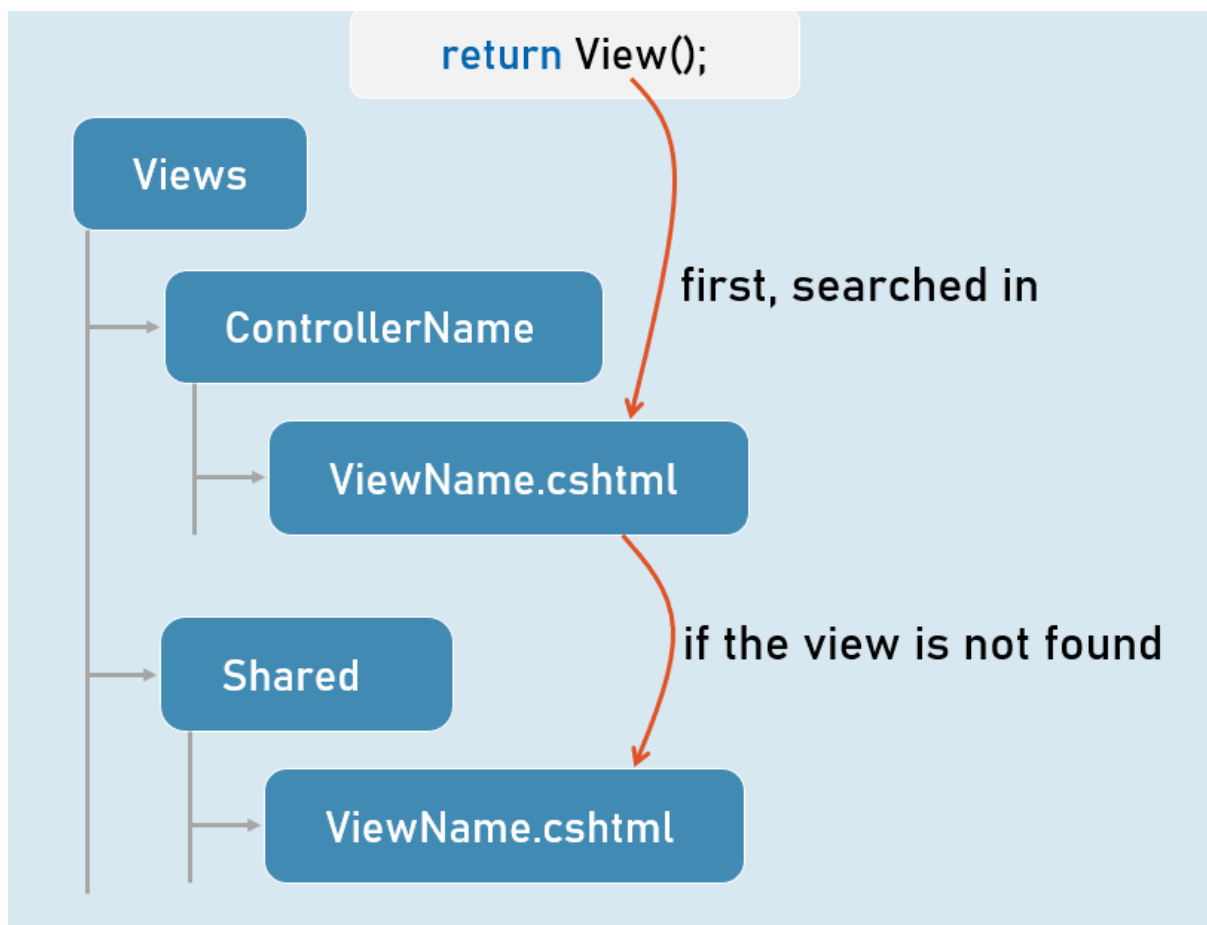 return View();
Views
first, searched in
ControllerName
ViewName.cshtml
if the view is not found
Shared
ViewName.cshtml